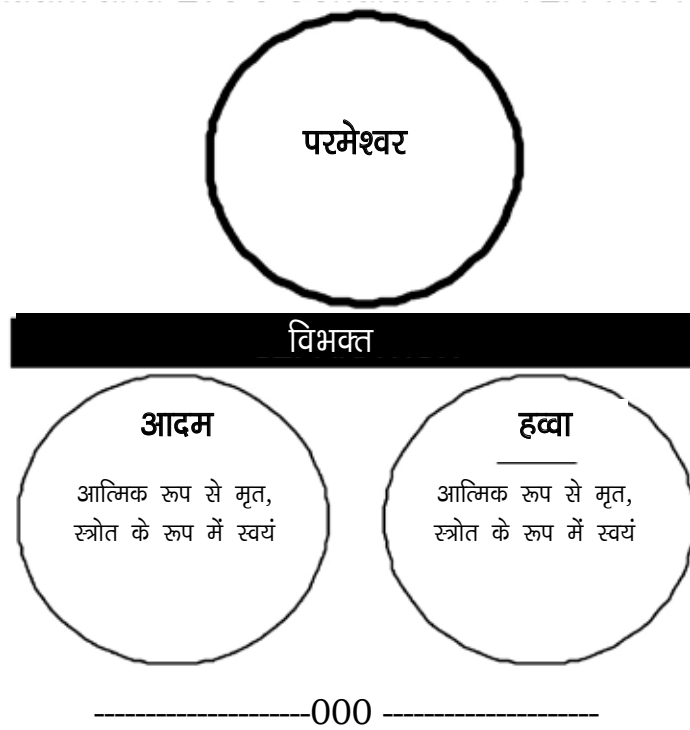 परमेश्वर
विभक्त
आदम
हव्वा
आत्मिक रूप से मृत,
स्त्रोत के रूप में स्वयं
आत्मिक रूप से मृत,
स्त्रोत के रूप में स्वयं
---------------------000 ---------------------